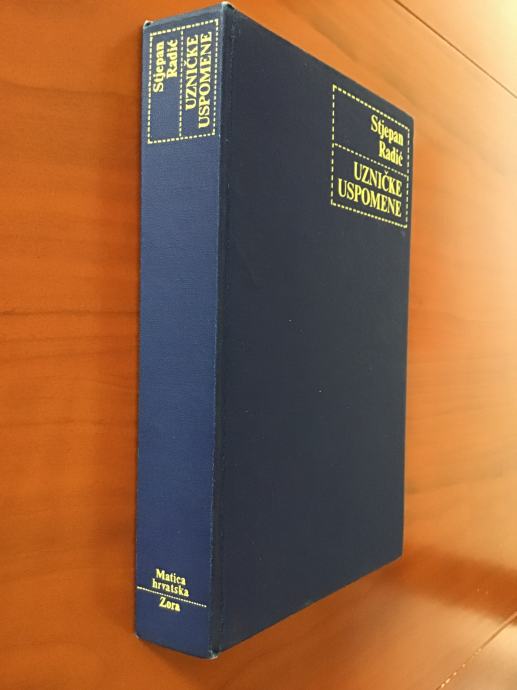 Stjepan
Radić
UZNIČKE
USPOMENE
Matica
hrvatska
Zora
Stjepan
Radić
UZNIČKE
USPOMENE